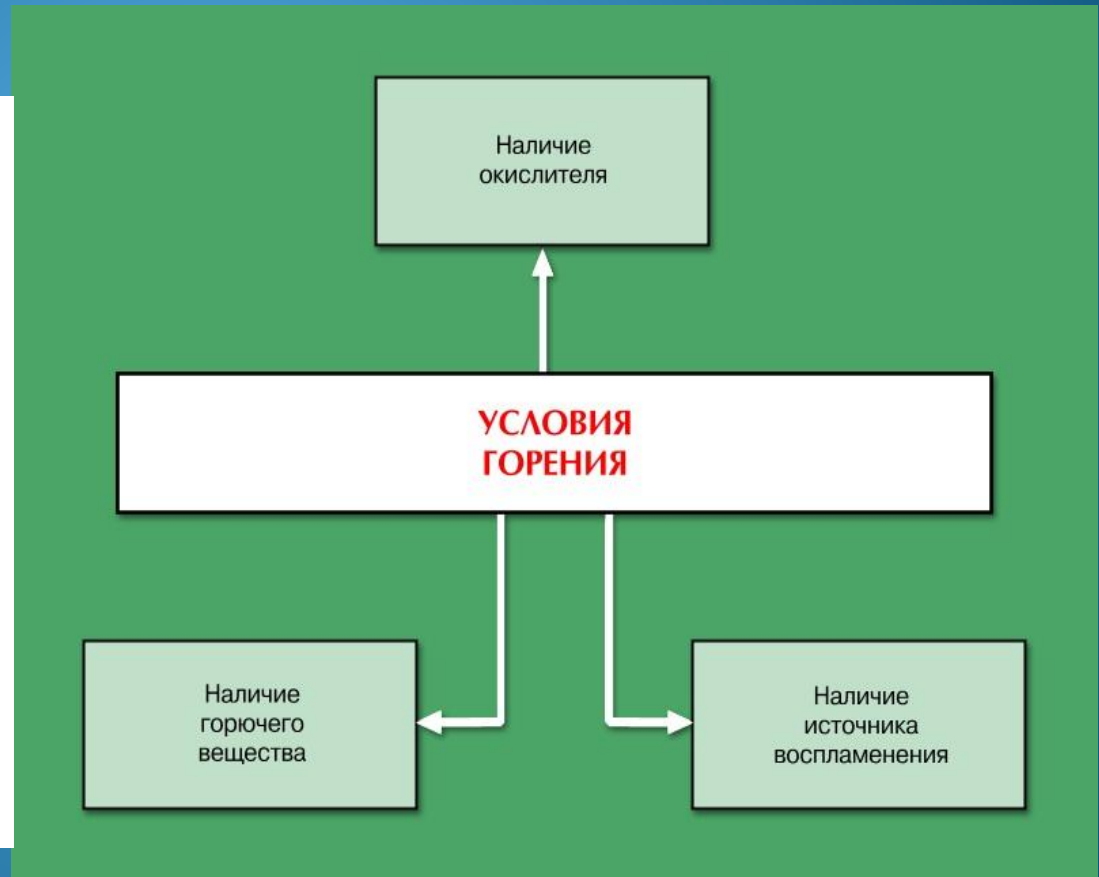 Наличие
окислителя
УСЛОВИЯ
ГОРЕНИЯ
Наличие
горючего
вещества
Наличие
источника
воспламенения